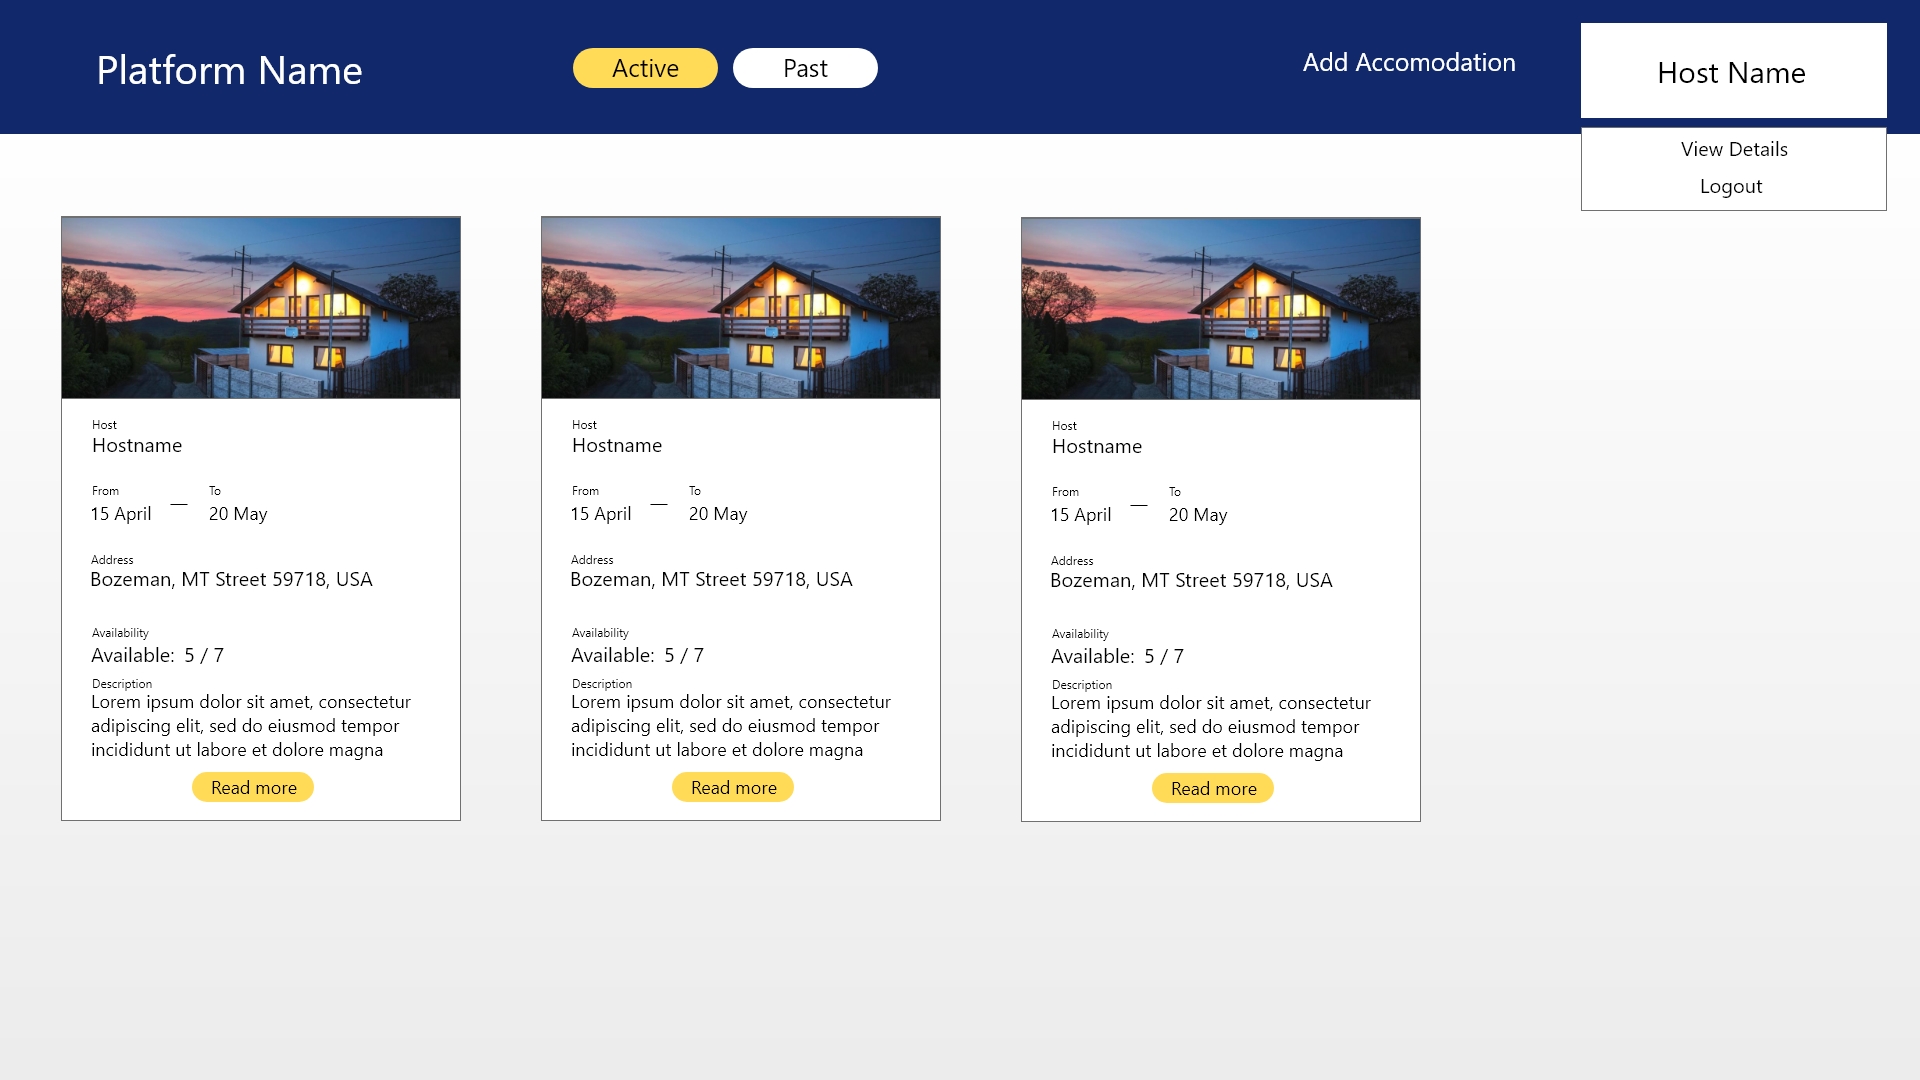 Platform Name
Active
Past
Add Accomodation
Host Name
View Details
Logout
Host
Hostname
From
To
15 April — 20 May
Address
Bozeman, MT Street 59718, USA
Availability
Available: 5 / 7
Description
Lorem ipsum dolor sit amet, consectetur
adipiscing elit, sed do eiusmod tempor
incididunt ut labore et dolore magna
Read more
Host
Hostname
From
To
15 April — 20 May
Address
Bozeman, MT Street 59718, USA
Availability
Available: 5 / 7
Description
Lorem ipsum dolor sit amet, consectetur
adipiscing elit, sed do eiusmod tempor
incididunt ut labore et dolore magna
Read more
Host
Hostname
From
To
15 April — 20 May
Address
Bozeman, MT Street 59718, USA
Availability
Available: 5 / 7
Description
Lorem ipsum dolor sit amet, consectetur
adipiscing elit, sed do eiusmod tempor
incididunt ut labore et dolore magna
Read more